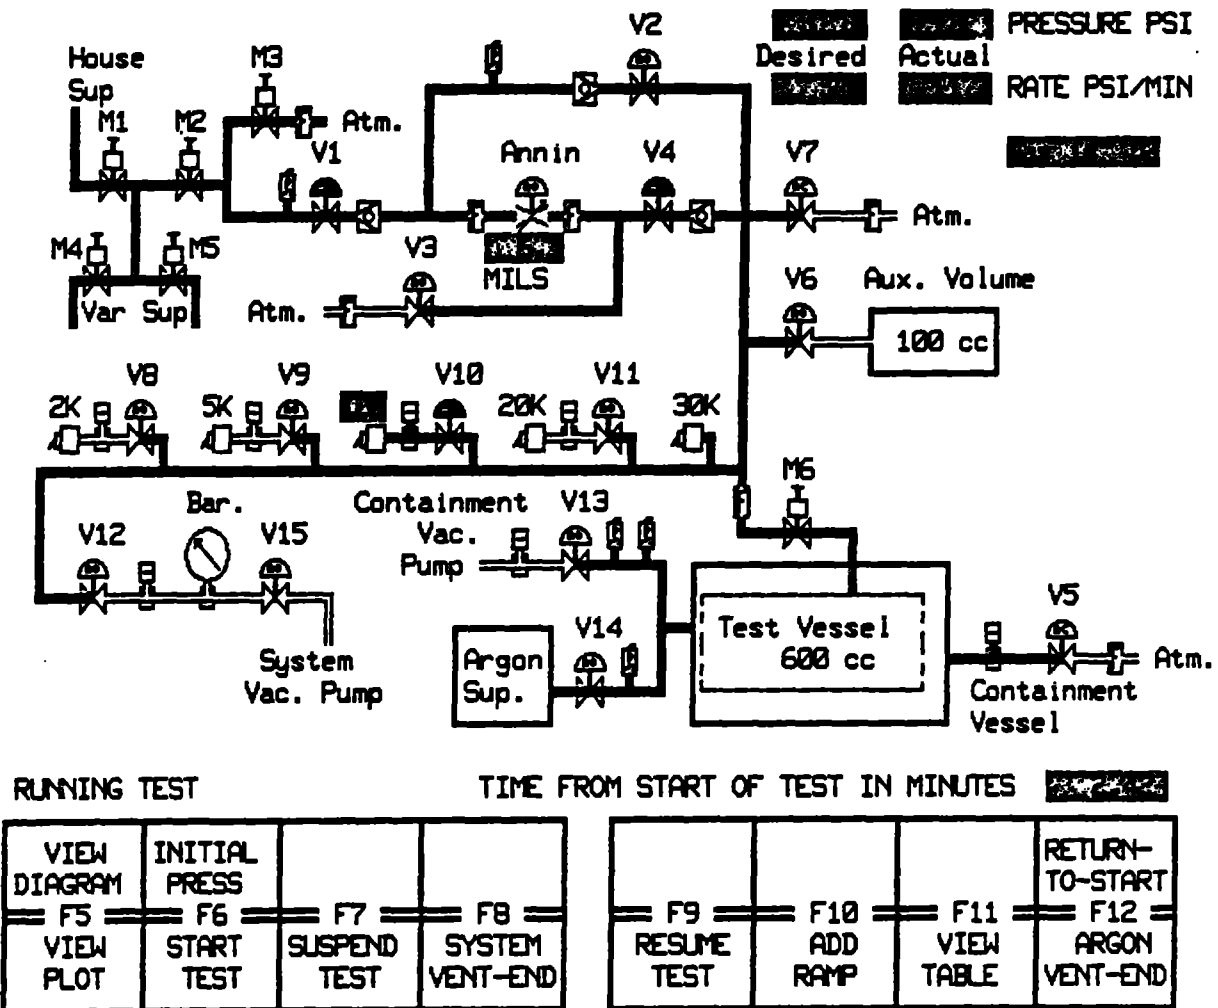 PRESSURE PSI
Desired Actual
RATE PSI/MIN
House
Sup
M3
V2
M1 M2
Atm.
V1
Annin
V4
V7
Atm.
M4 M5
Var Sup
V3
MILS
Atm.
V6
Aux. Volume
100 cc
V8 V9 V10 V11
2K 5K 20K 30K
M6
Bar.
Containment
Vac.
Pump
V13
V12 V15
System
Vac. Pump
V14
Argon
Sup.
Test Vessel
600 cc
V5
Atm.
Containment
Vessel
RUNNING TEST
TIME FROM START OF TEST IN MINUTES
VIEW
DIAGRAM
F5
VIEW
PLOT
INITIAL
PRESS
F6
START
TEST
F7
SUSPEND
TEST
F8
SYSTEM
VENT-END
F9
RESUME
TEST
F10
ADD
RAMP
F11
VIEW
TABLE
RETURN-
TO-START
F12
ARGON
VENT-END